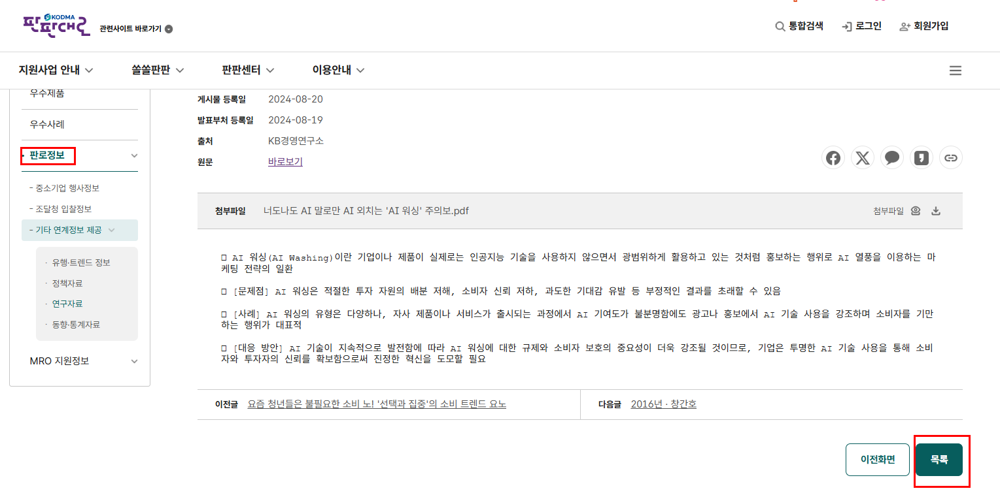 KODMA
판판대로
관련사이트 바로가기
통합검색
로그인
회원가입
지원사업 안내
쏠쏠판판
판판센터
이용안내
우수제품
우수사례
· 판로정보
- 중소기업 행사정보
- 조달청 입찰정보
- 기타 연계정보 제공
· 유행·트렌드 정보
· 정책자료
· 연구자료
· 동향·통계자료
MRO 지원정보
게시물 등록일 2024-08-20
발표부처 등록일 2024-08-19
출처 KB경영연구소
원문 바로보기
첨부파일 너도나도 AI 말로만 AI 외치는 'AI 워싱' 주의보.pdf
첨부파일
□ AI 워싱(AI Washing)이란 기업이나 제품이 실제로는 인공지능 기술을 사용하지 않으면서 광범위하게 활용하고 있는 것처럼 홍보하는 행위로 AI 열풍을 이용하는 마
케팅 전략의 일환
□ [문제점] AI 워싱은 적절한 투자 자원의 배분 저해, 소비자 신뢰 저하, 과도한 기대감 유발 등 부정적인 결과를 초래할 수 있음
□ [사례] AI 워싱의 유형은 다양하나, 자사 제품이나 서비스가 출시되는 과정에서 AI 기여도가 불분명함에도 광고나 홍보에서 AI 기술 사용을 강조하며 소비자를 기만
하는 행위가 대표적
□ [대응 방안] AI 기술이 지속적으로 발전함에 따라 AI 워싱에 대한 규제와 소비자 보호의 중요성이 더욱 강조될 것이므로, 기업은 투명한 AI 기술 사용을 통해 소비
자와 투자자의 신뢰를 확보함으로써 진정한 혁신을 도모할 필요
이전글 요즘 청년들은 불필요한 소비 노! '선택과 집중'의 소비 트렌드 요노
다음글 2016년 · 창간호
이전화면
목록